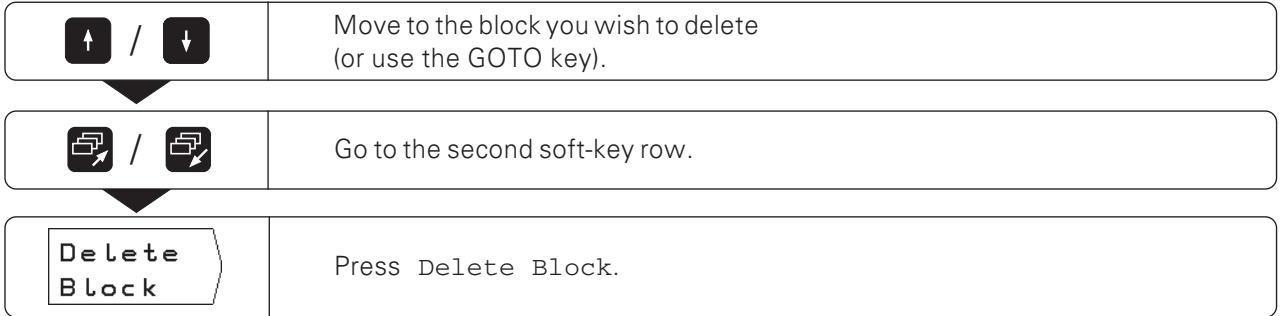 /
Move to the block you wish to delete
(or use the GOTO key).
/
Go to the second soft-key row.
Delete
Block
Press Delete Block.